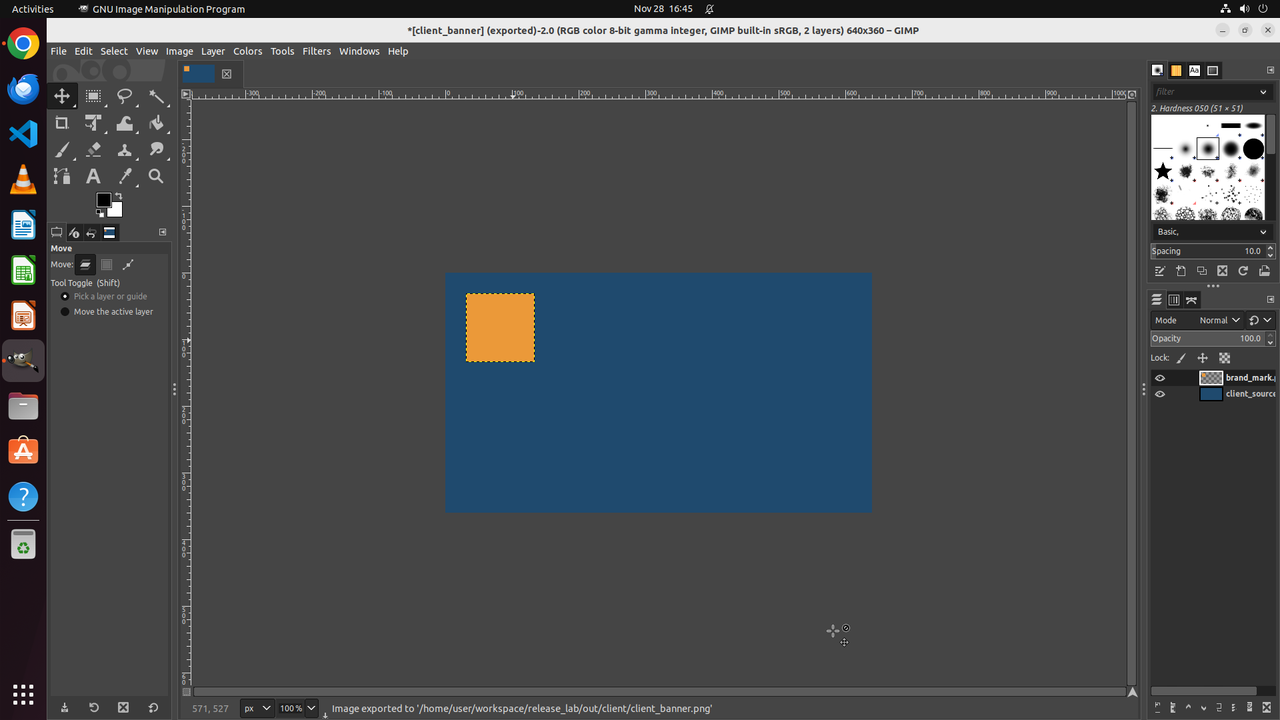 Activities
GNU Image Manipulation Program
Nov 28 16:45
*[client_banner] (exported)-2.0 (RGB color 8-bit gamma integer, GIMP built-in sRGB, 2 layers) 640x360 – GIMP
File Edit Select View Image Layer Colors Tools Filters Windows Help
filter
2. Hardness 050 (51 × 51)
Basic,
Spacing 10.0
Move
Move:
Tool Toggle (Shift)
Pick a layer or guide
Move the active layer
Mode Normal
Opacity 100.0
Lock:
brand_mark.
client_source
571, 527 px 100 % Image exported to '/home/user/workspace/release_lab/out/client/client_banner.png'